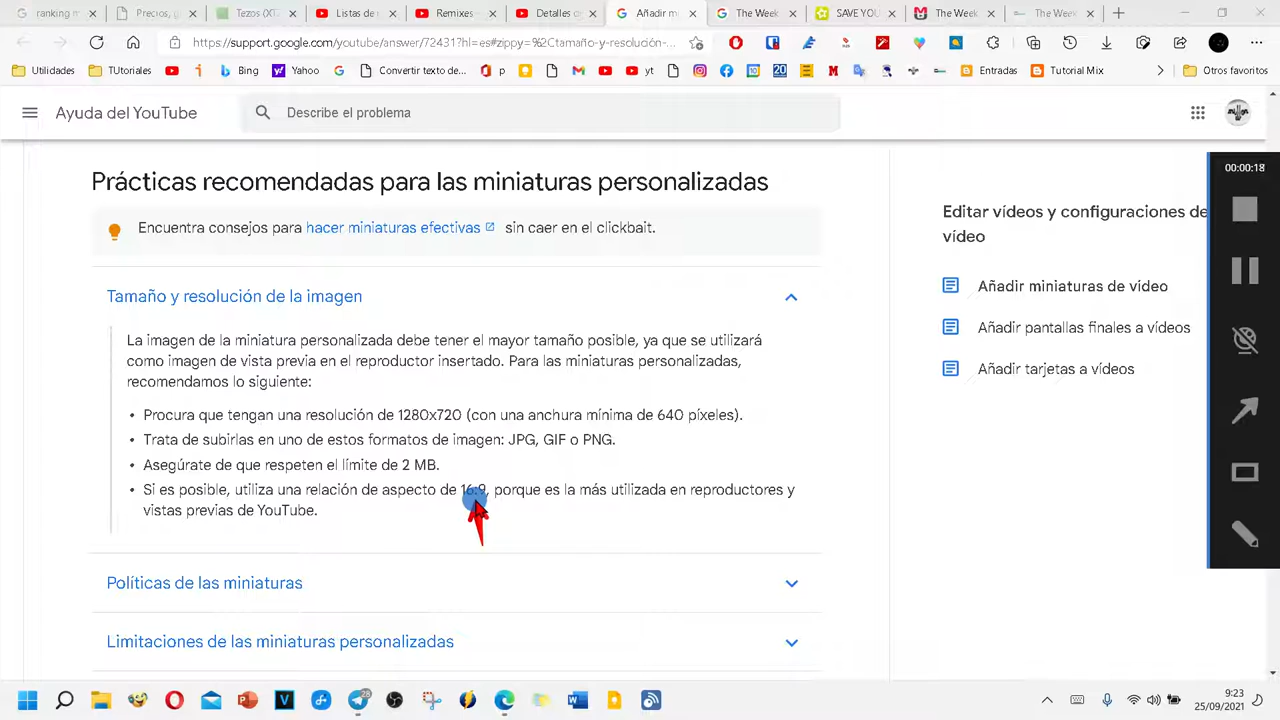 ranking m
Precios, y
Tezos (XT
Listas de
Remixes
Detalles d
Añadir mi
The Week
SAVE YOU
The Week
The Week
https://support.google.com/youtube/answer/72431?hl=es#zippy=%2Ctamaño-y-resolución-...
Utilidades
TUtoriales
Bing
Yahoo
Convertir texto de...
p
yt
Entradas
Tutorial Mix
Otros favoritos
Ayuda del YouTube
Describe el problema
00:00:18
Prácticas recomendadas para las miniaturas personalizadas
Encuentra consejos para hacer miniaturas efectivas sin caer en el clickbait.
Editar vídeos y configuraciones de
vídeo
Añadir miniaturas de vídeo
Añadir pantallas finales a vídeos
Añadir tarjetas a vídeos
Tamaño y resolución de la imagen
La imagen de la miniatura personalizada debe tener el mayor tamaño posible, ya que se utilizará
como imagen de vista previa en el reproductor insertado. Para las miniaturas personalizadas,
recomendamos lo siguiente:
• Procura que tengan una resolución de 1280x720 (con una anchura mínima de 640 píxeles).
• Trata de subirlas en uno de estos formatos de imagen: JPG, GIF o PNG.
• Asegúrate de que respeten el límite de 2 MB.
• Si es posible, utiliza una relación de aspecto de 16:9, porque es la más utilizada en reproductores y
vistas previas de YouTube.
Políticas de las miniaturas
Limitaciones de las miniaturas personalizadas
28
9:23
25/09/2021